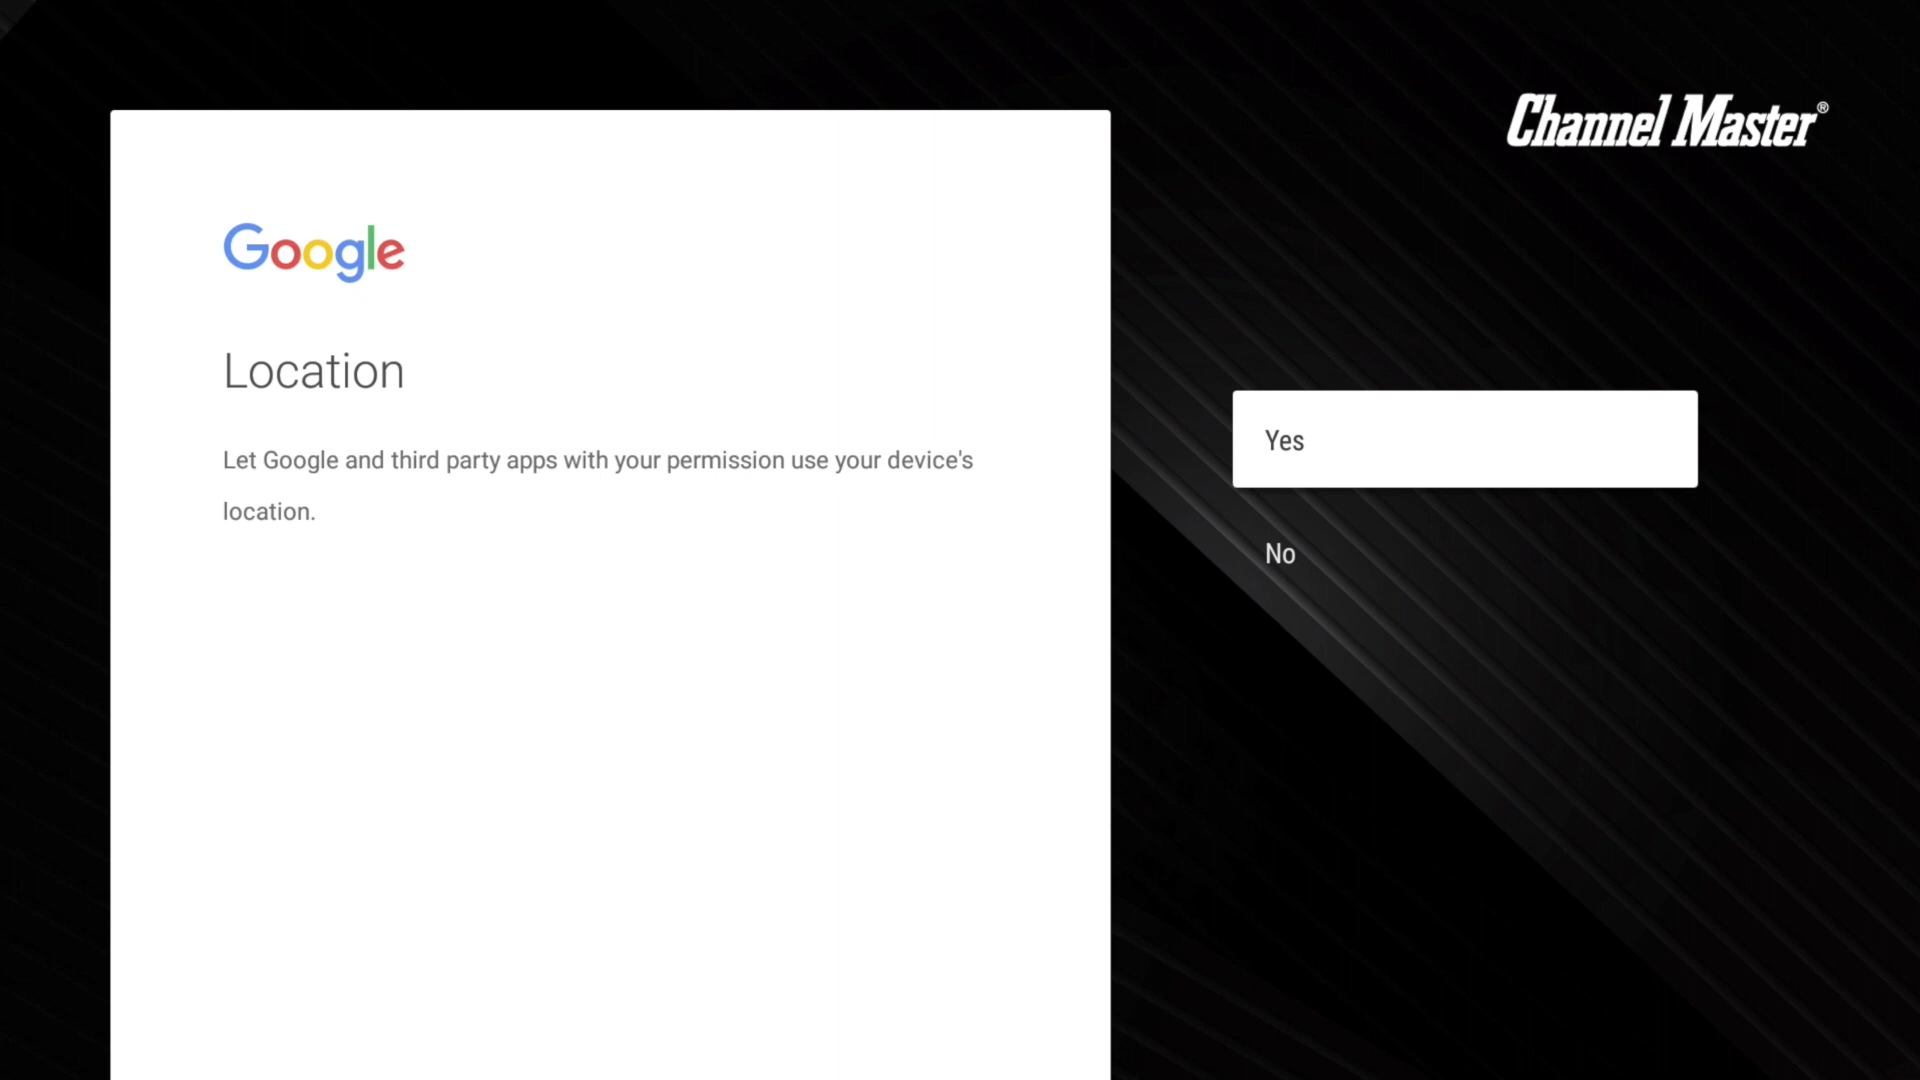 Channel Master®
Google
Location
Let Google and third party apps with your permission use your device's
location.
Yes
No